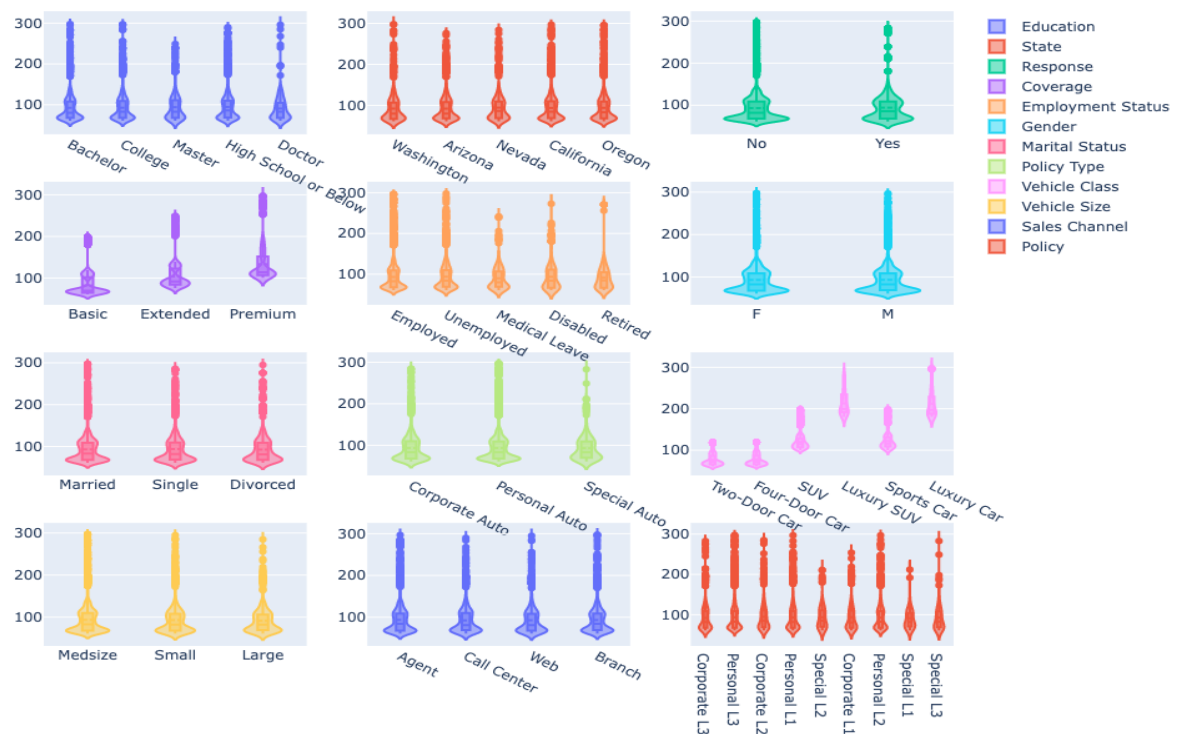 300
200
100
Bachelor
College
Master
High School or Below
Doctor
Washington
Arizona
Nevada
California
Oregon
300
200
100
No
Yes
Education
State
Response
Coverage
Employment Status
Gender
Marital Status
Policy Type
Vehicle Class
Vehicle Size
Sales Channel
Policy
300
200
100
300
200
100
Basic
Extended
Premium
300
200
100
Employed
Unemployed
Medical Leave
Disabled
Retired
300
200
100
F
M
300
200
100
Married
Single
Divorced
300
200
100
Corporate Auto
Personal Auto
Special Auto
300
200
100
Two-Door Car
Four-Door Car
SUV
Luxury SUV
Sports Car
Luxury Car
300
200
100
Medsize
Small
Large
300
200
100
Agent
Call Center
Web
Branch
300
200
100
Corporate L3
Personal L3
Corporate L2
Personal L1
Special L2
Corporate L1
Personal L2
Special L1
Special L3